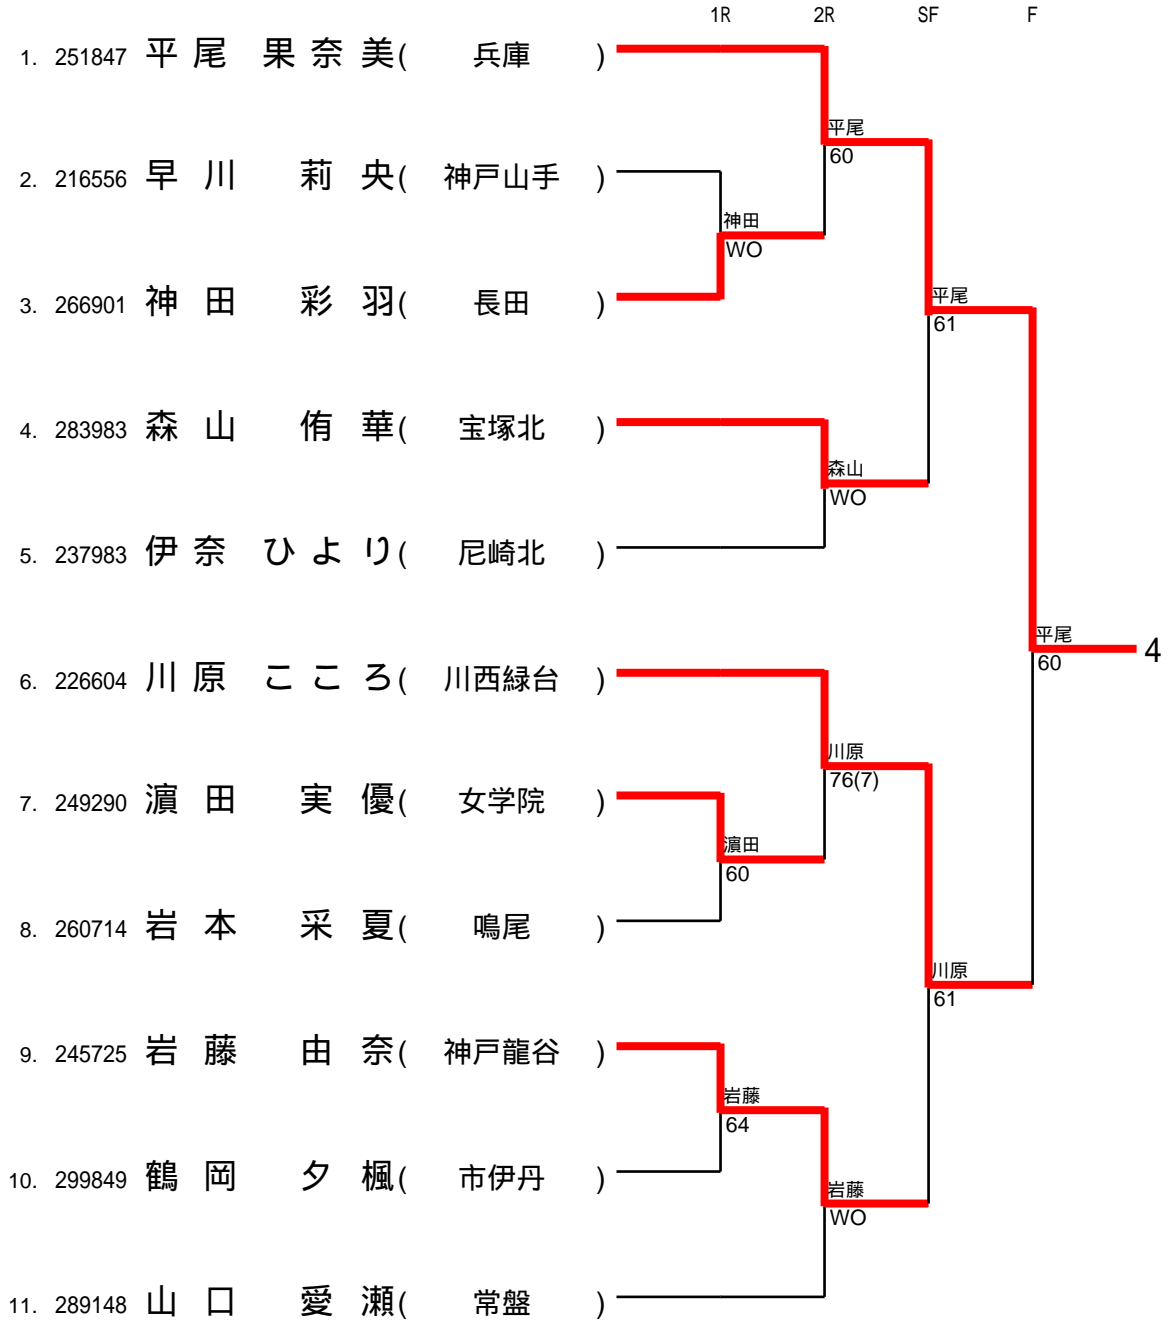 1R 2R SF F
1. 251847 平尾 果奈美( 兵庫 )
平尾
60
2. 216556 早川 莉央( 神戸山手 )
神田
WO
3. 266901 神田 彩羽( 長田 )
平尾
61
4. 283983 森山 侑華( 宝塚北 )
森山
WO
5. 237983 伊奈 ひより( 尼崎北 )
平尾
60
4
6. 226604 川原 こころ( 川西緑台 )
川原
76(7)
7. 249290 濵田 実優( 女学院 )
濵田
60
8. 260714 岩本 采夏( 鳴尾 )
川原
61
9. 245725 岩藤 由奈( 神戸龍谷 )
岩藤
64
10. 299849 鶴岡 夕楓( 市伊丹 )
岩藤
WO
11. 289148 山口 愛瀬( 常盤 )